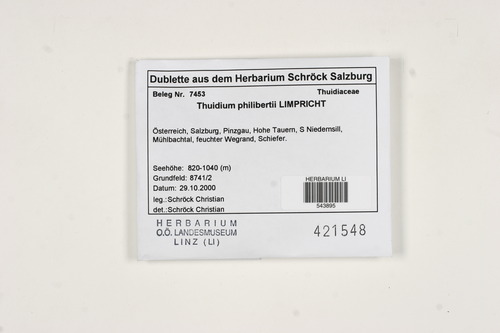 Dublette aus dem Herbarium Schröck Salzburg
Beleg Nr. 7453 Thuidiaceae
Thuidium philibertii LIMPRICHT
Österreich, Salzburg, Pinzgau, Hohe Tauern, S Niedernsill,
Mühlbachtal, feuchter Wegrand, Schiefer.
Seehöhe: 820-1040 (m)
Grundfeld: 8741/2
Datum: 29.10.2000
leg.:Schröck Christian
det.:Schröck Christian
HERBARIUM LI
543895
HERBARIUM
O.Ö. LANDESMUSEUM
LINZ (LI)
421548